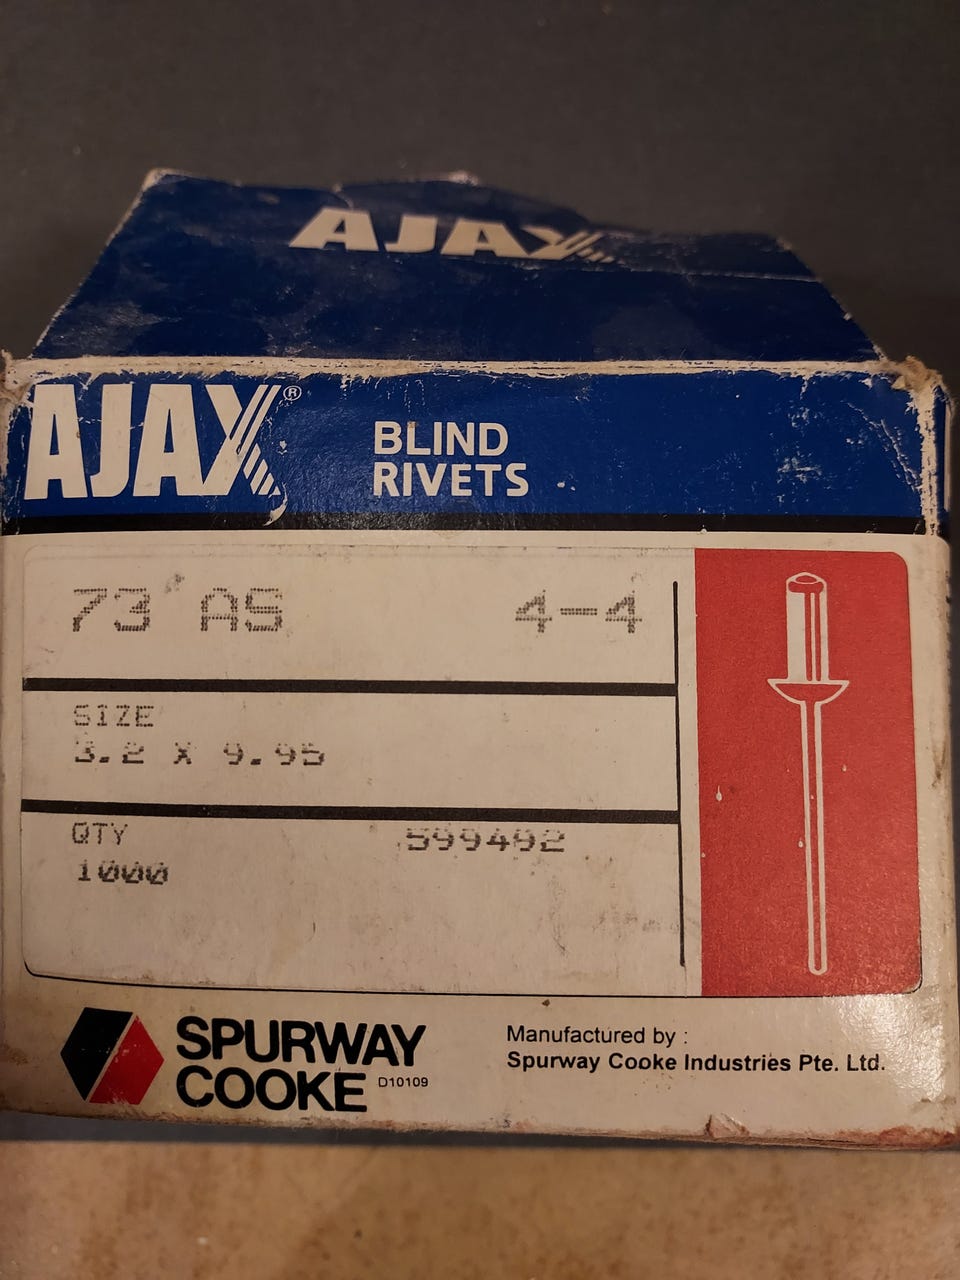 AJAX
AJAX®
BLIND
RIVETS
73 AS 4-4
SIZE
3.2 X 9.95
QTY 599492
1000
SPURWAY
COOKE D10109
Manufactured by :
Spurway Cooke Industries Pte. Ltd.